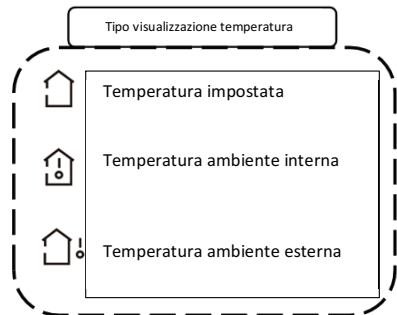 Tipo visualizzazione temperatura
Temperatura impostata
Temperatura ambiente interna
Temperatura ambiente esterna